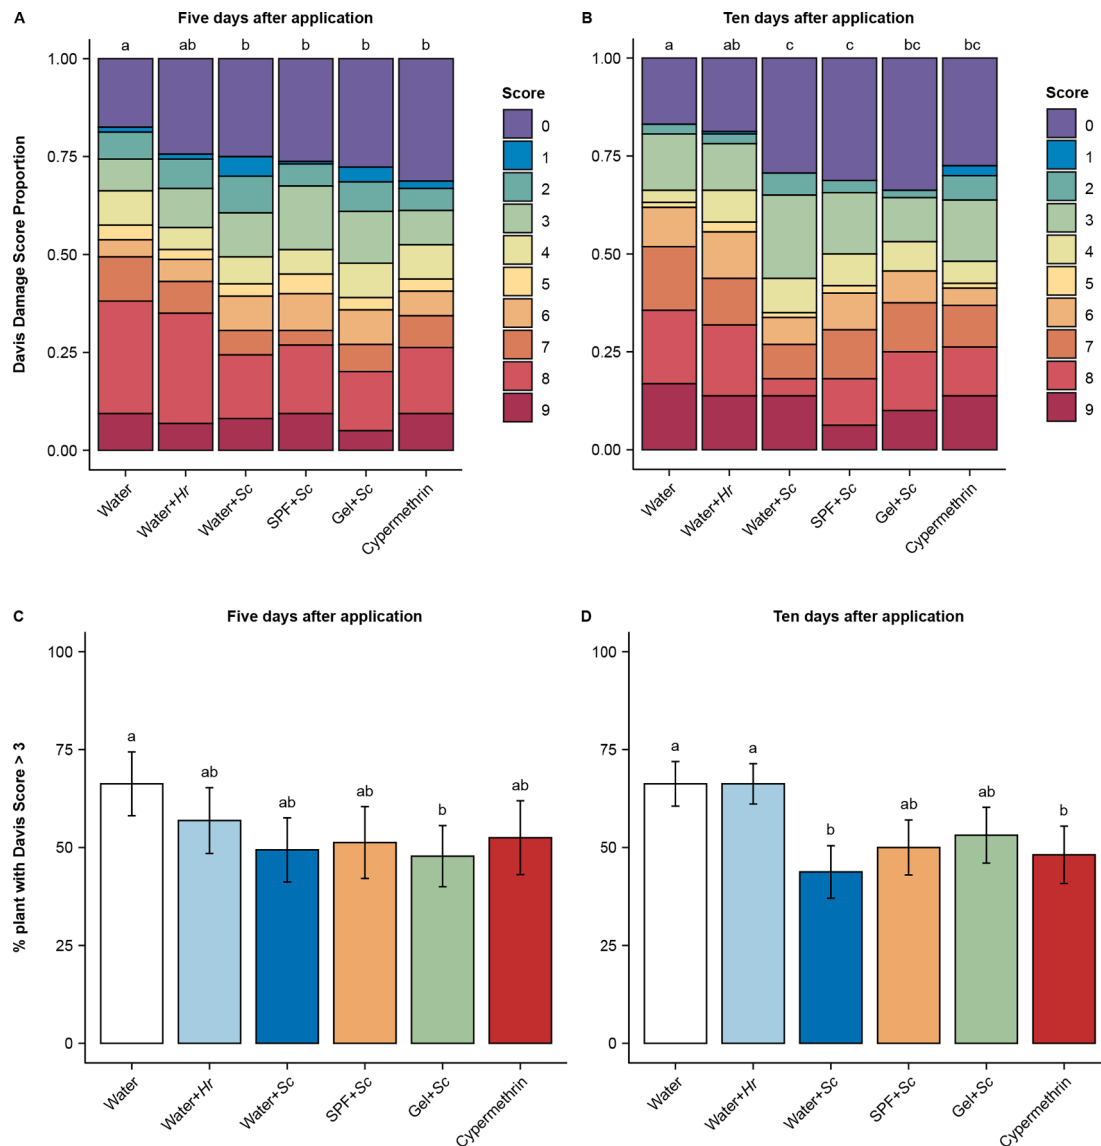 A
Five days after application
a ab b b b b
1.00
0.75
0.50
0.25
0.00
Davis Damage Score Proportion
Water
Water+Hr
Water+Sc
SPF+Sc
Gel+Sc
Cypermethrin
Score
0
1
2
3
4
5
6
7
8
9
B
Ten days after application
a ab c c bc bc
1.00
0.75
0.50
0.25
0.00
Water
Water+Hr
Water+Sc
SPF+Sc
Gel+Sc
Cypermethrin
Score
0
1
2
3
4
5
6
7
8
9
C
Five days after application
100
75
50
25
0
% plant with Davis Score > 3
a
ab
ab
ab
b
ab
Water
Water+Hr
Water+Sc
SPF+Sc
Gel+Sc
Cypermethrin
D
Ten days after application
100
75
50
25
0
a
a
b
ab
ab
b
Water
Water+Hr
Water+Sc
SPF+Sc
Gel+Sc
Cypermethrin